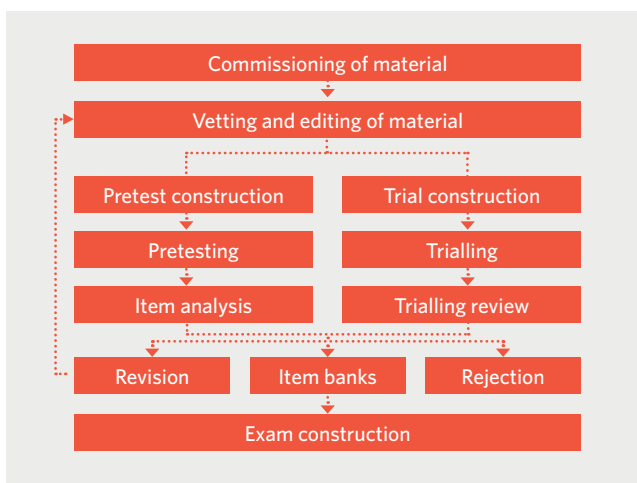 Commissioning of material
Vetting and editing of material
Pretest construction
Trial construction
Pretesting
Trialling
Item analysis
Trialling review
Revision
Item banks
Rejection
Exam construction